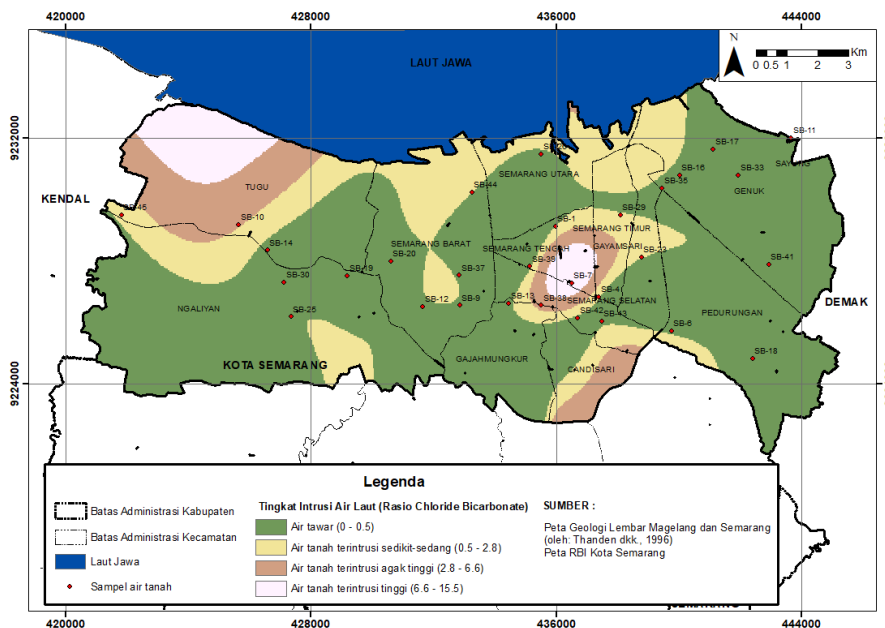 420000
428000
436000
444000
N
Km
0 0.5 1 2 3
LAUT JAWA
9232000
SB-11
SB-17
SAYUNG
SB-26
SB-16
SB-33
SEMARANG UTARA
TUGU
SB-35
GENUK
SB-44
KENDAL
SB-45
SB-10
SB-1
SB-29
SEMARANG TIMUR
SEMARANG BARAT
SEMARANG TENGAH
GAYAMSARI
SB-14
SB-20
SB-39
SB-23
SB-41
SB-30
SB-19
SB-37
SB-7
SB-4
DEMAK
NGALIYAN
SB-12
SB-9
SB-13
SB-38
SEMARANG SELATAN
SB-25
SB-42
SB-43
PEDURUNGAN
SB-6
KOTA SEMARANG
GAJAHMUNGKUR
SB-18
CANDISARI
9224000
Legenda
Batas Administrasi Kabupaten
Batas Administrasi Kecamatan
Laut Jawa
Sampel air tanah
Tingkat Intrusi Air Laut (Rasio Chloride Bicarbonate)
Air tawar (0 - 0.5)
Air tanah terintrusi sedikit-sedang (0.5 - 2.8)
Air tanah terintrusi agak tinggi (2.8 - 6.6)
Air tanah terintrusi tinggi (6.6 - 15.5)
SUMBER :
Peta Geologi Lembar Magelang dan Semarang
(oleh: Thanden dkk., 1996)
Peta RBI Kota Semarang
SEMARANG
420000
428000
436000
444000